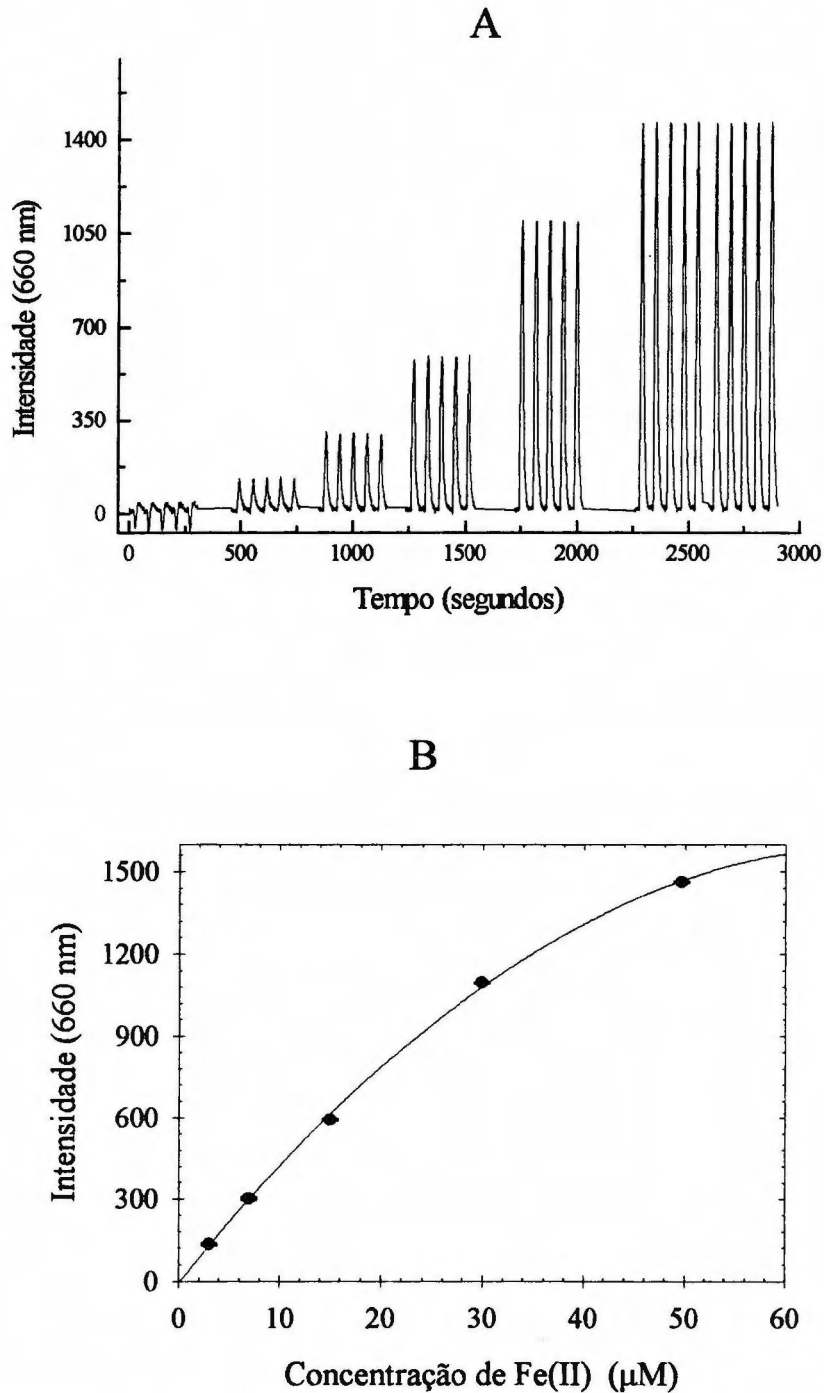 A
Intensidade (660 nm)
1400
1050
700
350
0
0 500 1000 1500 2000 2500 3000
Tempo (segundos)
B
Intensidade (660 nm)
1500
1200
900
600
300
0
0 10 20 30 40 50 60
Concentração de Fe(II) (μM)